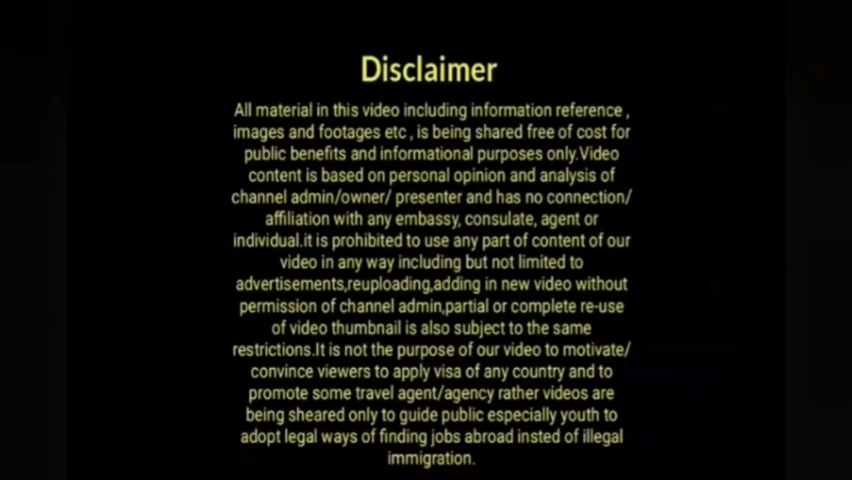 Disclaimer
All material in this video including information reference ,
images and footages etc , is being shared free of cost for
public benefits and informational purposes only.Video
content is based on personal opinion and analysis of
channel admin/owner/ presenter and has no connection/
affiliation with any embassy, consulate, agent or
individual.it is prohibited to use any part of content of our
video in any way including but not limited to
advertisements,reuploading,adding in new video without
permission of channel admin,partial or complete re-use
of video thumbnail is also subject to the same
restrictions.It is not the purpose of our video to motivate/
convince viewers to apply visa of any country and to
promote some travel agent/agency rather videos are
being sheared only to guide public especially youth to
adopt legal ways of finding jobs abroad insted of illegal
immigration.